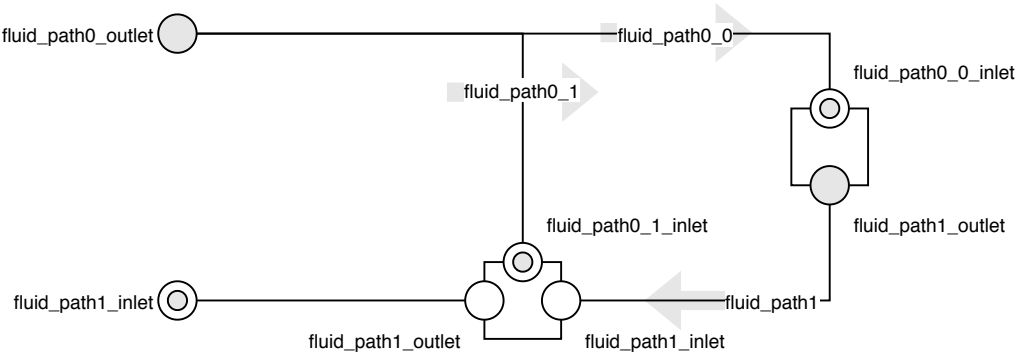 fluid_path0_outlet
fluid_path0_0
fluid_path0_0_inlet
fluid_path0_1
fluid_path0_1_inlet
fluid_path1_outlet
fluid_path1_inlet
fluid_path1
fluid_path1_outlet
fluid_path1_inlet